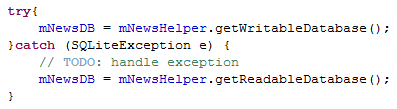 try{
    mNewsDB = mNewsHelper.getWritableDatabase();
}catch (SQLiteException e) {
    // TODO: handle exception
    mNewsDB = mNewsHelper.getReadableDatabase();
}